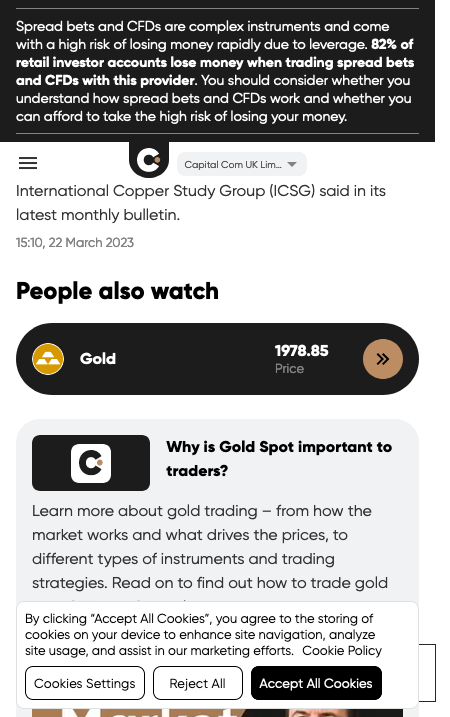 Spread bets and CFDs are complex instruments and come
with a high risk of losing money rapidly due to leverage. 82% of
retail investor accounts lose money when trading spread bets
and CFDs with this provider. You should consider whether you
understand how spread bets and CFDs work and whether you
can afford to take the high risk of losing your money.
Capital Com UK Lim...
International Copper Study Group (ICSG) said in its
latest monthly bulletin.
15:10, 22 March 2023
People also watch
Gold
1978.85
Price
Why is Gold Spot important to
traders?
Learn more about gold trading – from how the
market works and what drives the prices, to
different types of instruments and trading
strategies. Read on to find out how to trade gold
By clicking “Accept All Cookies”, you agree to the storing of
cookies on your device to enhance site navigation, analyze
site usage, and assist in our marketing efforts. Cookie Policy
Cookies Settings
Reject All
Accept All Cookies